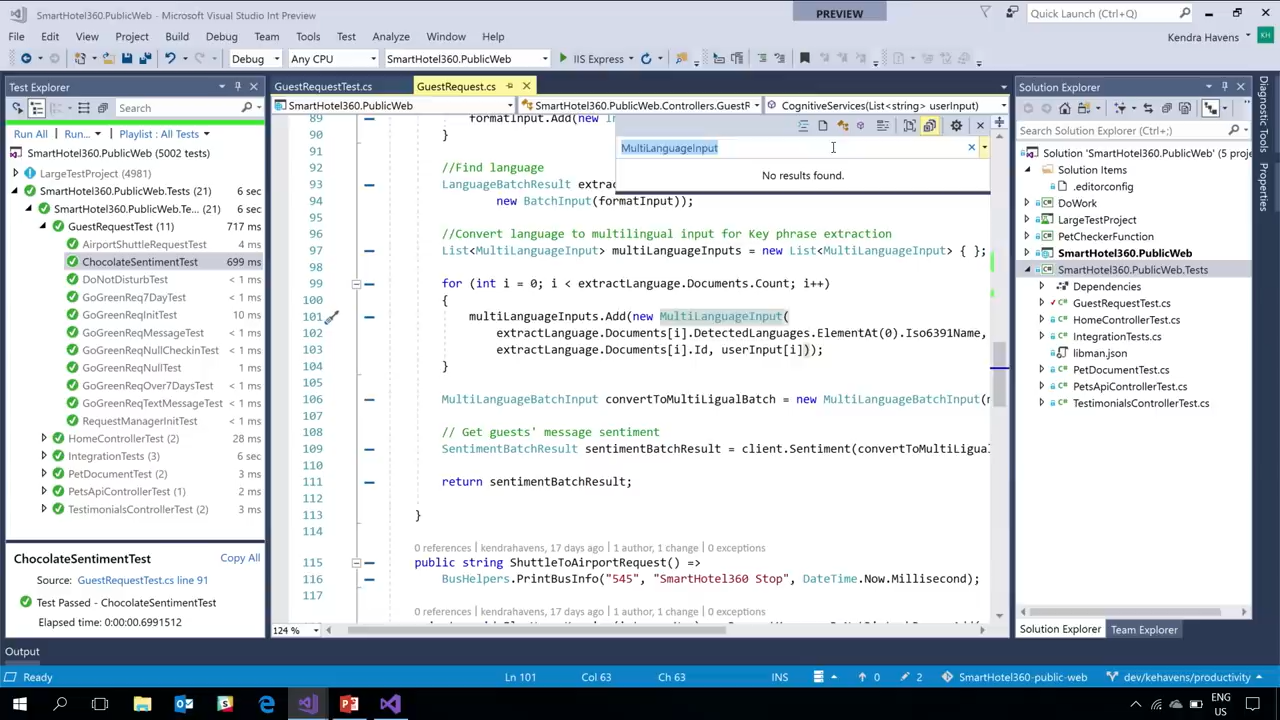 SmartHotel360.PublicWeb - Microsoft Visual Studio Int Preview
PREVIEW
Quick Launch (Ctrl+Q)
File Edit View Project Build Debug Team Tools Test Analyze Window Help
Kendra Havens KH
Debug Any CPU SmartHotel360.PublicWeb IIS Express
Test Explorer
Search
Run All Run... Playlist : All Tests
SmartHotel360.PublicWeb (5002 tests)
LargeTestProject (4981)
SmartHotel360.PublicWeb.Tests (21) 6 sec
SmartHotel360.PublicWeb.Te... (21) 6 sec
GuestRequestTest (11) 717 ms
AirportShuttleRequestTest 4 ms
ChocolateSentimentTest 699 ms
DoNotDisturbTest < 1 ms
GoGreenReq7DayTest < 1 ms
GoGreenReqInitTest 10 ms
GoGreenReqMessageTest < 1 ms
GoGreenReqNullCheckinTest < 1 ms
GoGreenReqNullTest < 1 ms
GoGreenReqOver7DaysTest < 1 ms
GoGreenReqTextMessageTest < 1 ms
RequestManagerInitTest < 1 ms
HomeControllerTest (2) 28 ms
IntegrationTests (3) 6 sec
PetDocumentTest (2) 4 ms
PetsApiControllerTest (1) 2 ms
TestimonialsControllerTest (2) 3 ms
ChocolateSentimentTest Copy All
Source: GuestRequestTest.cs line 91
Test Passed - ChocolateSentimentTest
Elapsed time: 0:00:00.6991512
GuestRequestTest.cs GuestRequest.cs
SmartHotel360.PublicWeb SmartHotel360.PublicWeb.Controllers.GuestR CognitiveServices(List<string> userInput)
MultiLanguageInput
No results found.
89 formatInput.Add(new In
90 }
91
92 //Find language
93 LanguageBatchResult extrac
94 new BatchInput(formatInput));
95
96 //Convert language to multilingual input for Key phrase extraction
97 List<MultiLanguageInput> multiLanguageInputs = new List<MultiLanguageInput> { };
98
99 for (int i = 0; i < extractLanguage.Documents.Count; i++)
100 {
101 multiLanguageInputs.Add(new MultiLanguageInput(
102 extractLanguage.Documents[i].DetectedLanguages.ElementAt(0).Iso6391Name,
103 extractLanguage.Documents[i].Id, userInput[i]));
104 }
105
106 MultiLanguageBatchInput convertToMultiLigualBatch = new MultiLanguageBatchInput(m
107
108 // Get guests' message sentiment
109 SentimentBatchResult sentimentBatchResult = client.Sentiment(convertToMultiLigual
110
111 return sentimentBatchResult;
112
113 }
114
0 references | kendrahavens, 17 days ago | 1 author, 1 change | 0 exceptions
115 public string ShuttleToAirportRequest() =>
116 BusHelpers.PrintBusInfo("545", "SmartHotel360 Stop", DateTime.Now.Millisecond);
117
0 references | kendrahavens, 17 days ago | 1 author, 1 change | 0 exceptions
124 %
Solution Explorer
Search Solution Explorer (Ctrl+;)
Solution 'SmartHotel360.PublicWeb' (5 proje
Solution Items
.editorconfig
DoWork
LargeTestProject
PetCheckerFunction
SmartHotel360.PublicWeb
SmartHotel360.PublicWeb.Tests
Dependencies
GuestRequestTest.cs
HomeControllerTest.cs
IntegrationTests.cs
libman.json
PetDocumentTest.cs
PetsApiControllerTest.cs
TestimonialsControllerTest.cs
Solution Explorer Team Explorer
Diagnostic Tools
Properties
Output
Ready Ln 101 Col 63 Ch 63 INS 0 2 SmartHotel360-public-web dev/kehavens/productivity
ENG
US